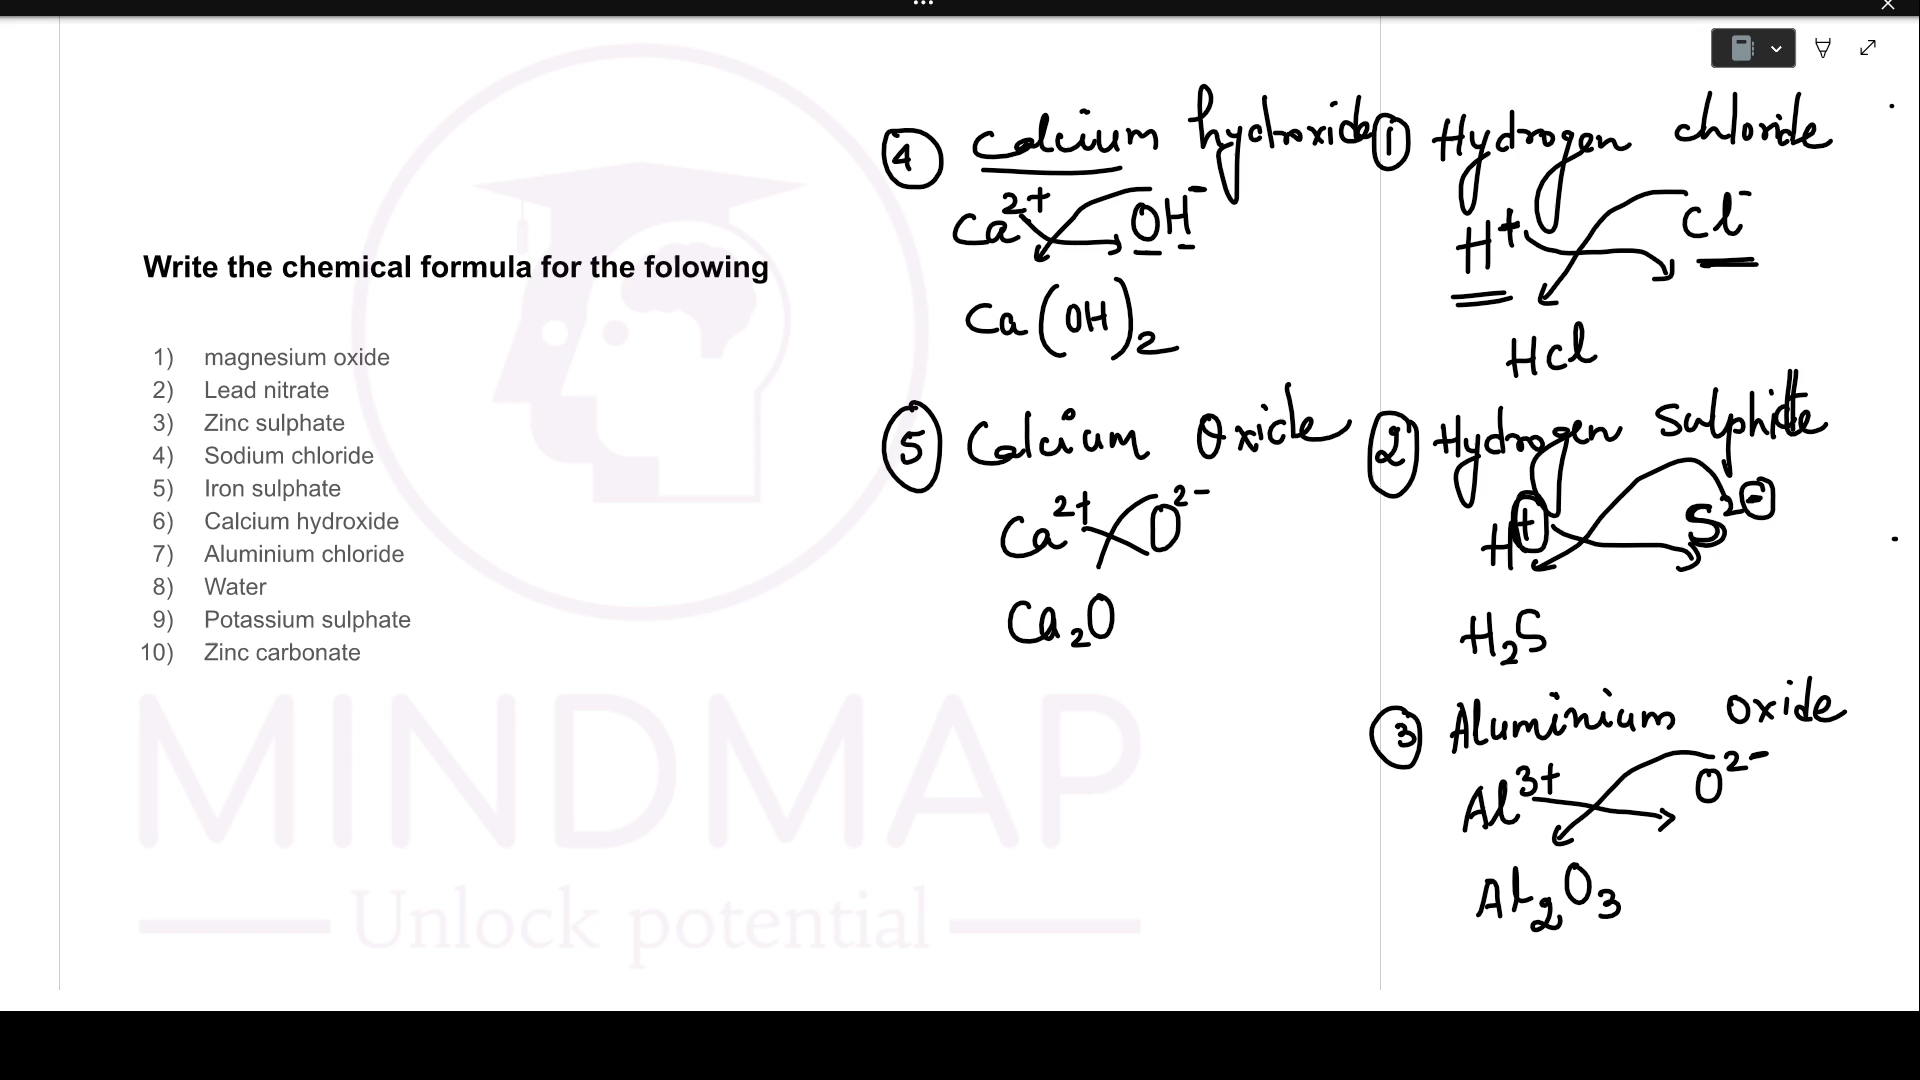 Write the chemical formula for the folowing
1) magnesium oxide
2) Lead nitrate
3) Zinc sulphate
4) Sodium chloride
5) Iron sulphate
6) Calcium hydroxide
7) Aluminium chloride
8) Water
9) Potassium sulphate
10) Zinc carbonate
MINDMAP
Unlock potential
④ Calcium hydroxide
Ca²⁺ OH⁻
Ca(OH)₂
⑤ Calcium Oxide
Ca²⁺ O²⁻
Ca₂O
① Hydrogen chloride
H⁺ Cl⁻
HCl
② Hydrogen
H⁺ S²⁻
H₂S
③ Aluminium oxide
Al³⁺ O²⁻
Al₂O₃